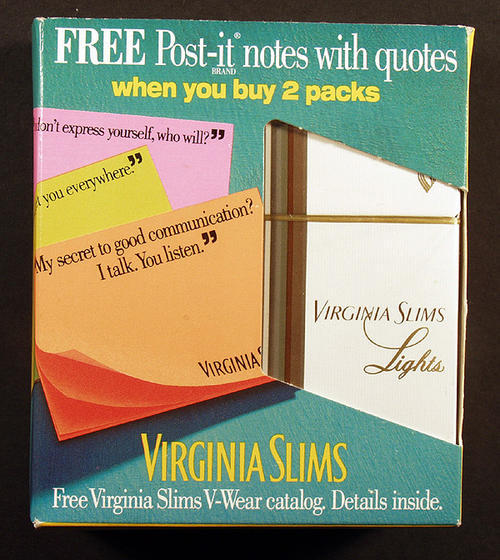 FREE Post-it® notes with quotes
BRAND
when you buy 2 packs
don't express yourself, who will?”
t you everywhere.”
My secret to good communication?
I talk. You listen.”
VIRGINIA S
VIRGINIA SLIMS
Lights
VIRGINIA SLIMS
Free Virginia Slims V-Wear catalog. Details inside.